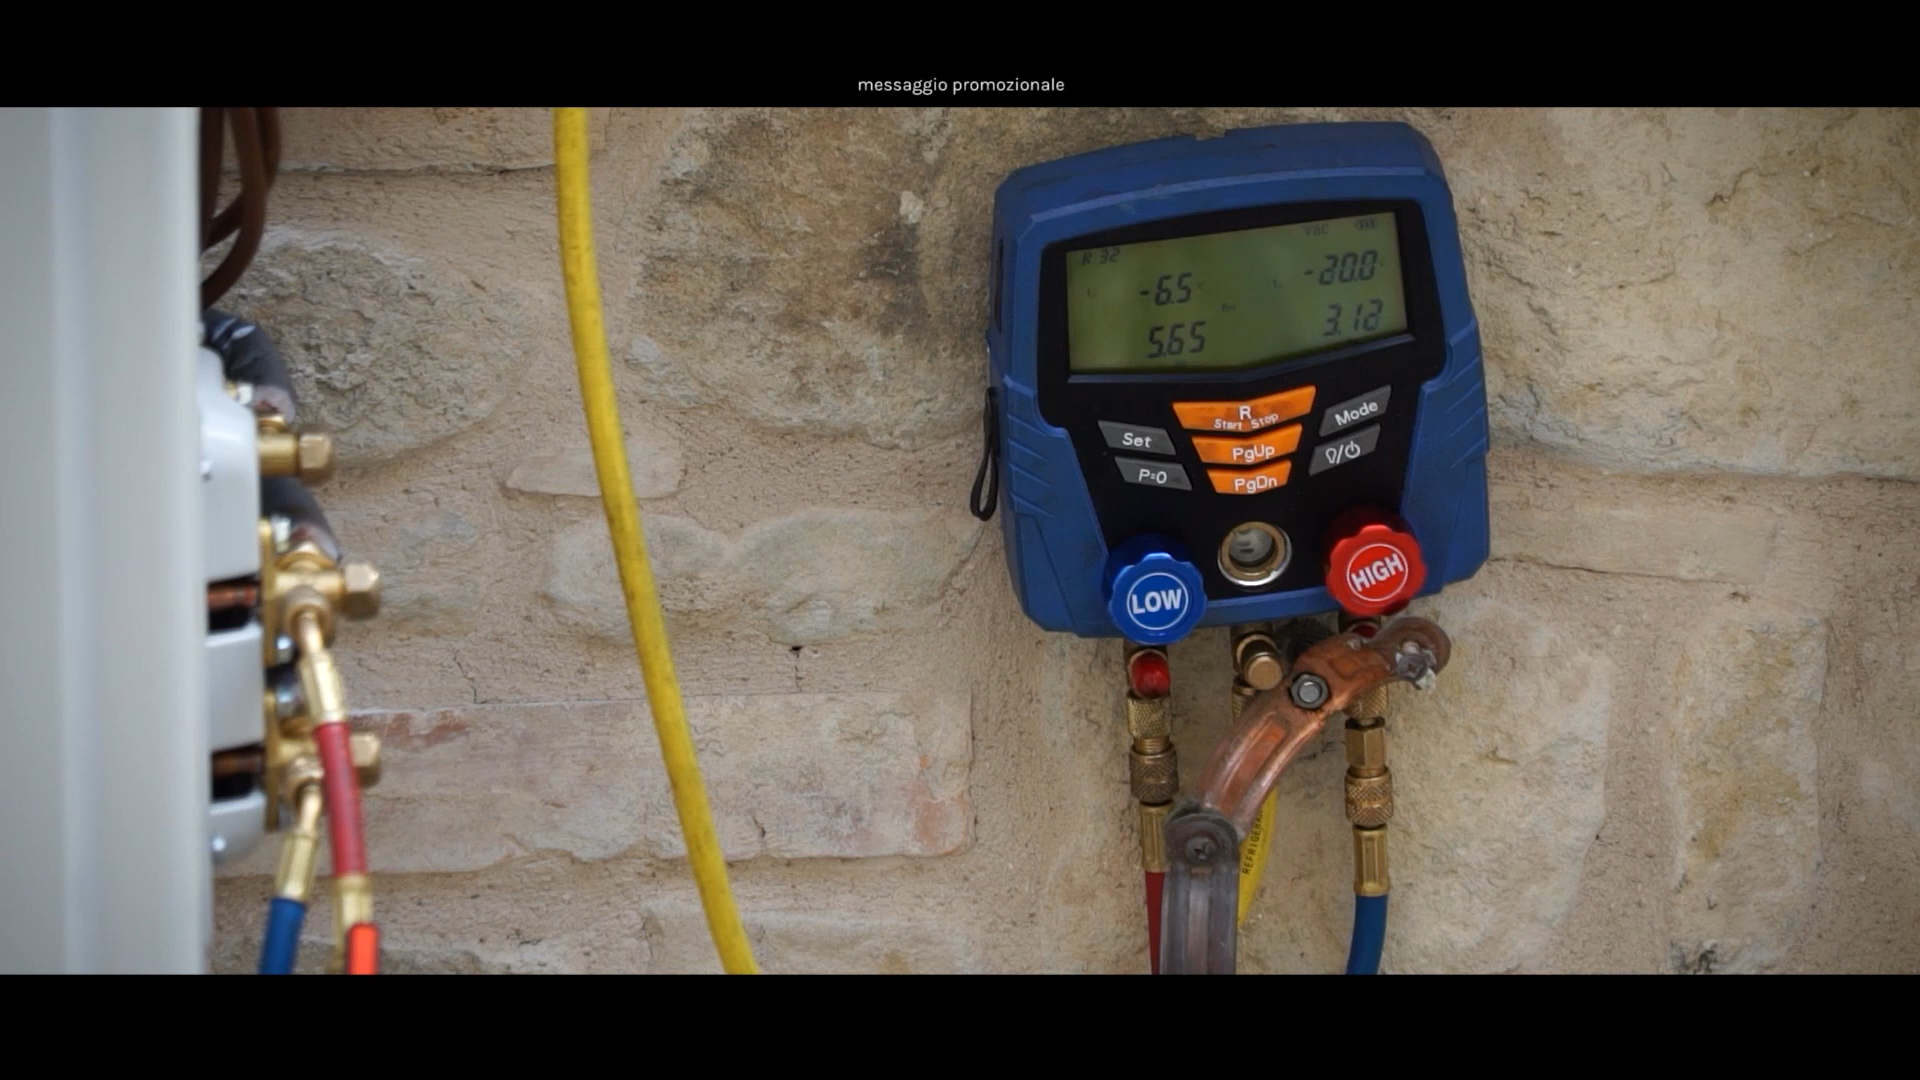 messaggio promozionale
R 32
vac
-6.5
-20.0
5.65
3.12
R
Start Stop
Mode
Set
PgUp
P=0
PgDn
LOW
HIGH